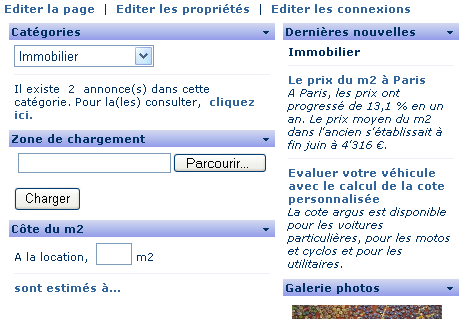 Editer la page | Editer les propriétés | Editer les connexions
Catégories
Immobilier
Il existe 2 annonce(s) dans cette
catégorie. Pour la(les) consulter, cliquez
ici.
Zone de chargement
Parcourir...
Charger
Côte du m2
A la location, m2
sont estimés à...
Dernières nouvelles
Immobilier
Le prix du m2 à Paris
A Paris, les prix ont
progressé de 13,1 % en un
an. Le prix moyen du m2
dans l'ancien s'établissait à
fin juin à 4'316 €.
Evaluer votre véhicule
avec le calcul de la cote
personnalisée
La cote argus est disponible
pour les voitures
particulières, pour les motos
et cyclos et pour les
utilitaires.
Galerie photos